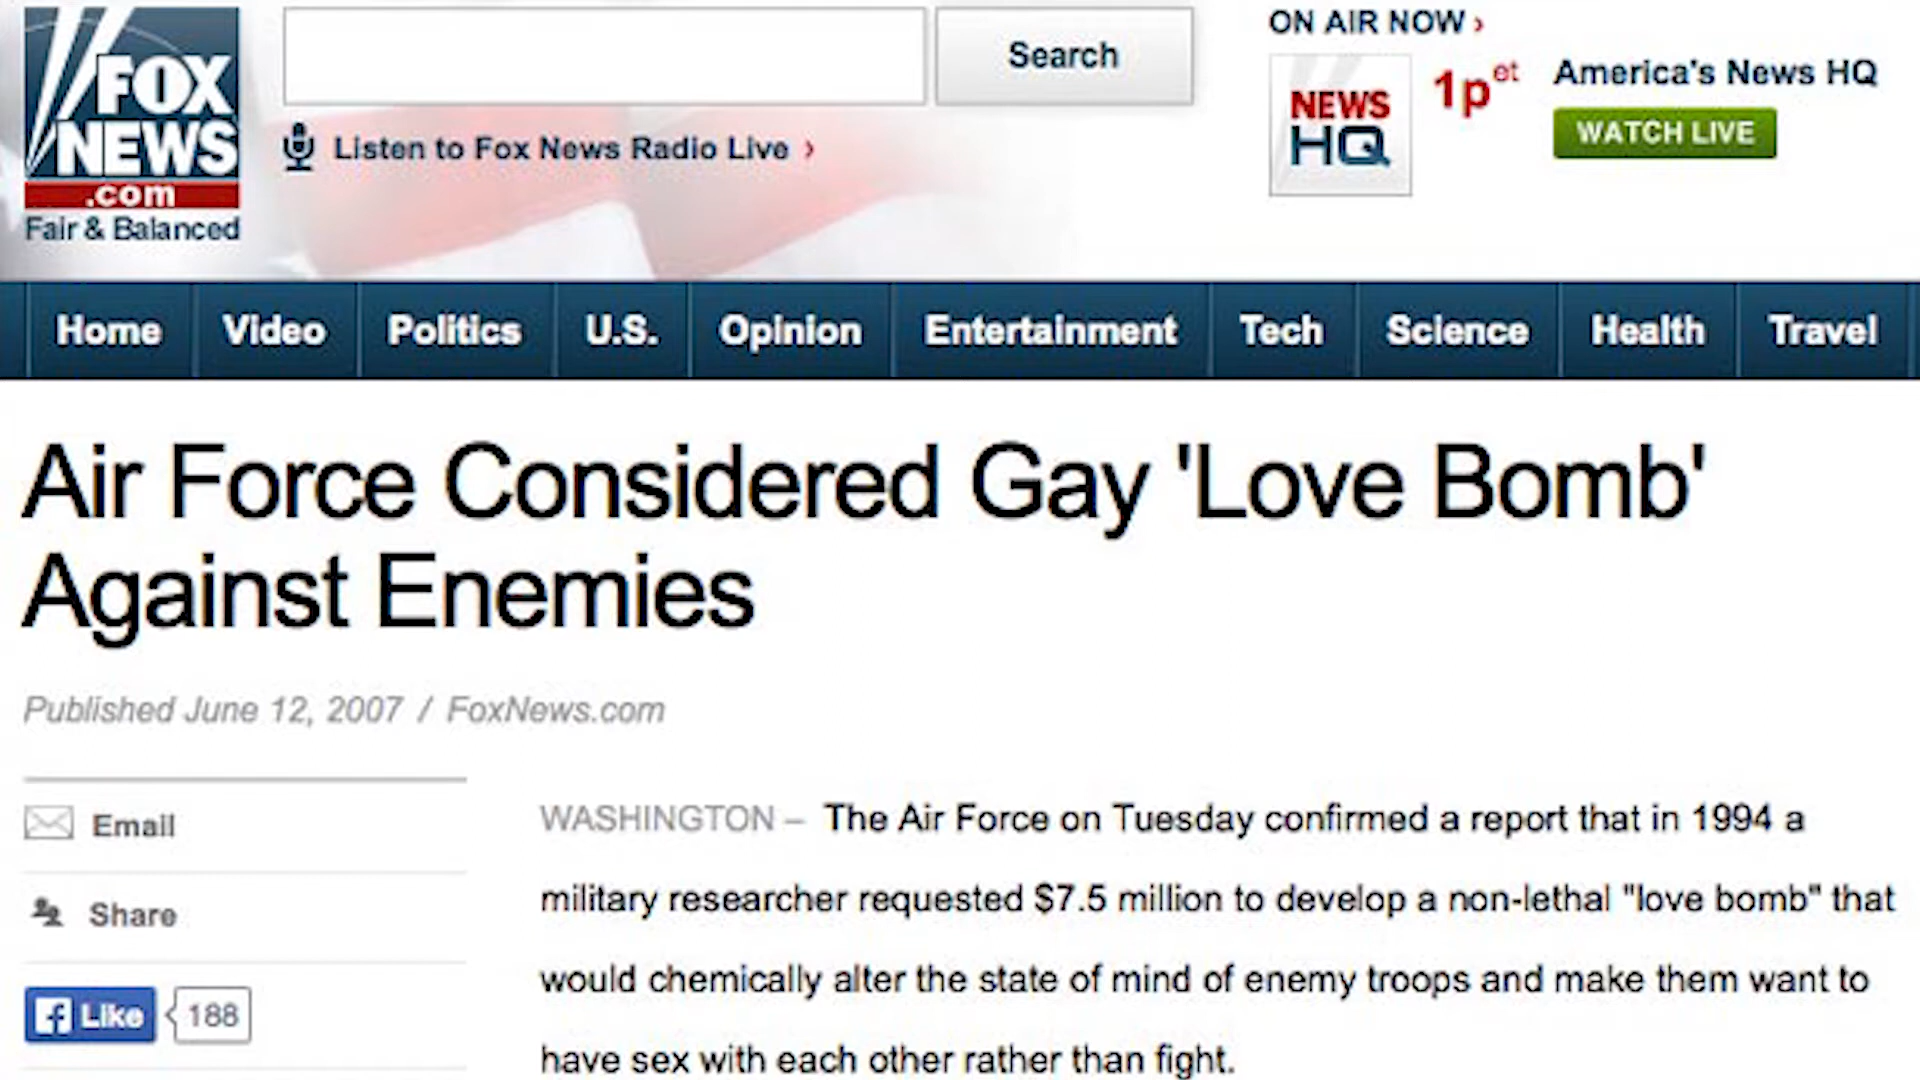 FOX
NEWS
.com
Fair & Balanced
Search
Listen to Fox News Radio Live ›
ON AIR NOW ›
NEWS
HQ
1p et
America's News HQ
WATCH LIVE
Home Video Politics U.S. Opinion Entertainment Tech Science Health Travel
Air Force Considered Gay 'Love Bomb'
Against Enemies
Published June 12, 2007 / FoxNews.com
Email
Share
Like 188
WASHINGTON – The Air Force on Tuesday confirmed a report that in 1994 a
military researcher requested $7.5 million to develop a non-lethal "love bomb" that
would chemically alter the state of mind of enemy troops and make them want to
have sex with each other rather than fight.